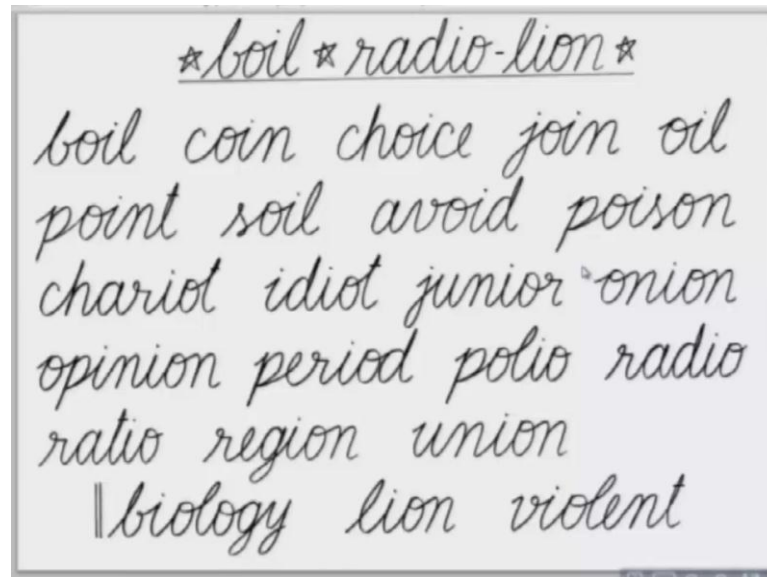 ☆boil☆radio-lion☆
boil coin choice join oil
point soil avoid poison
chariot idiot junior onion
opinion period polio radio
ratio region union
||biology lion violent